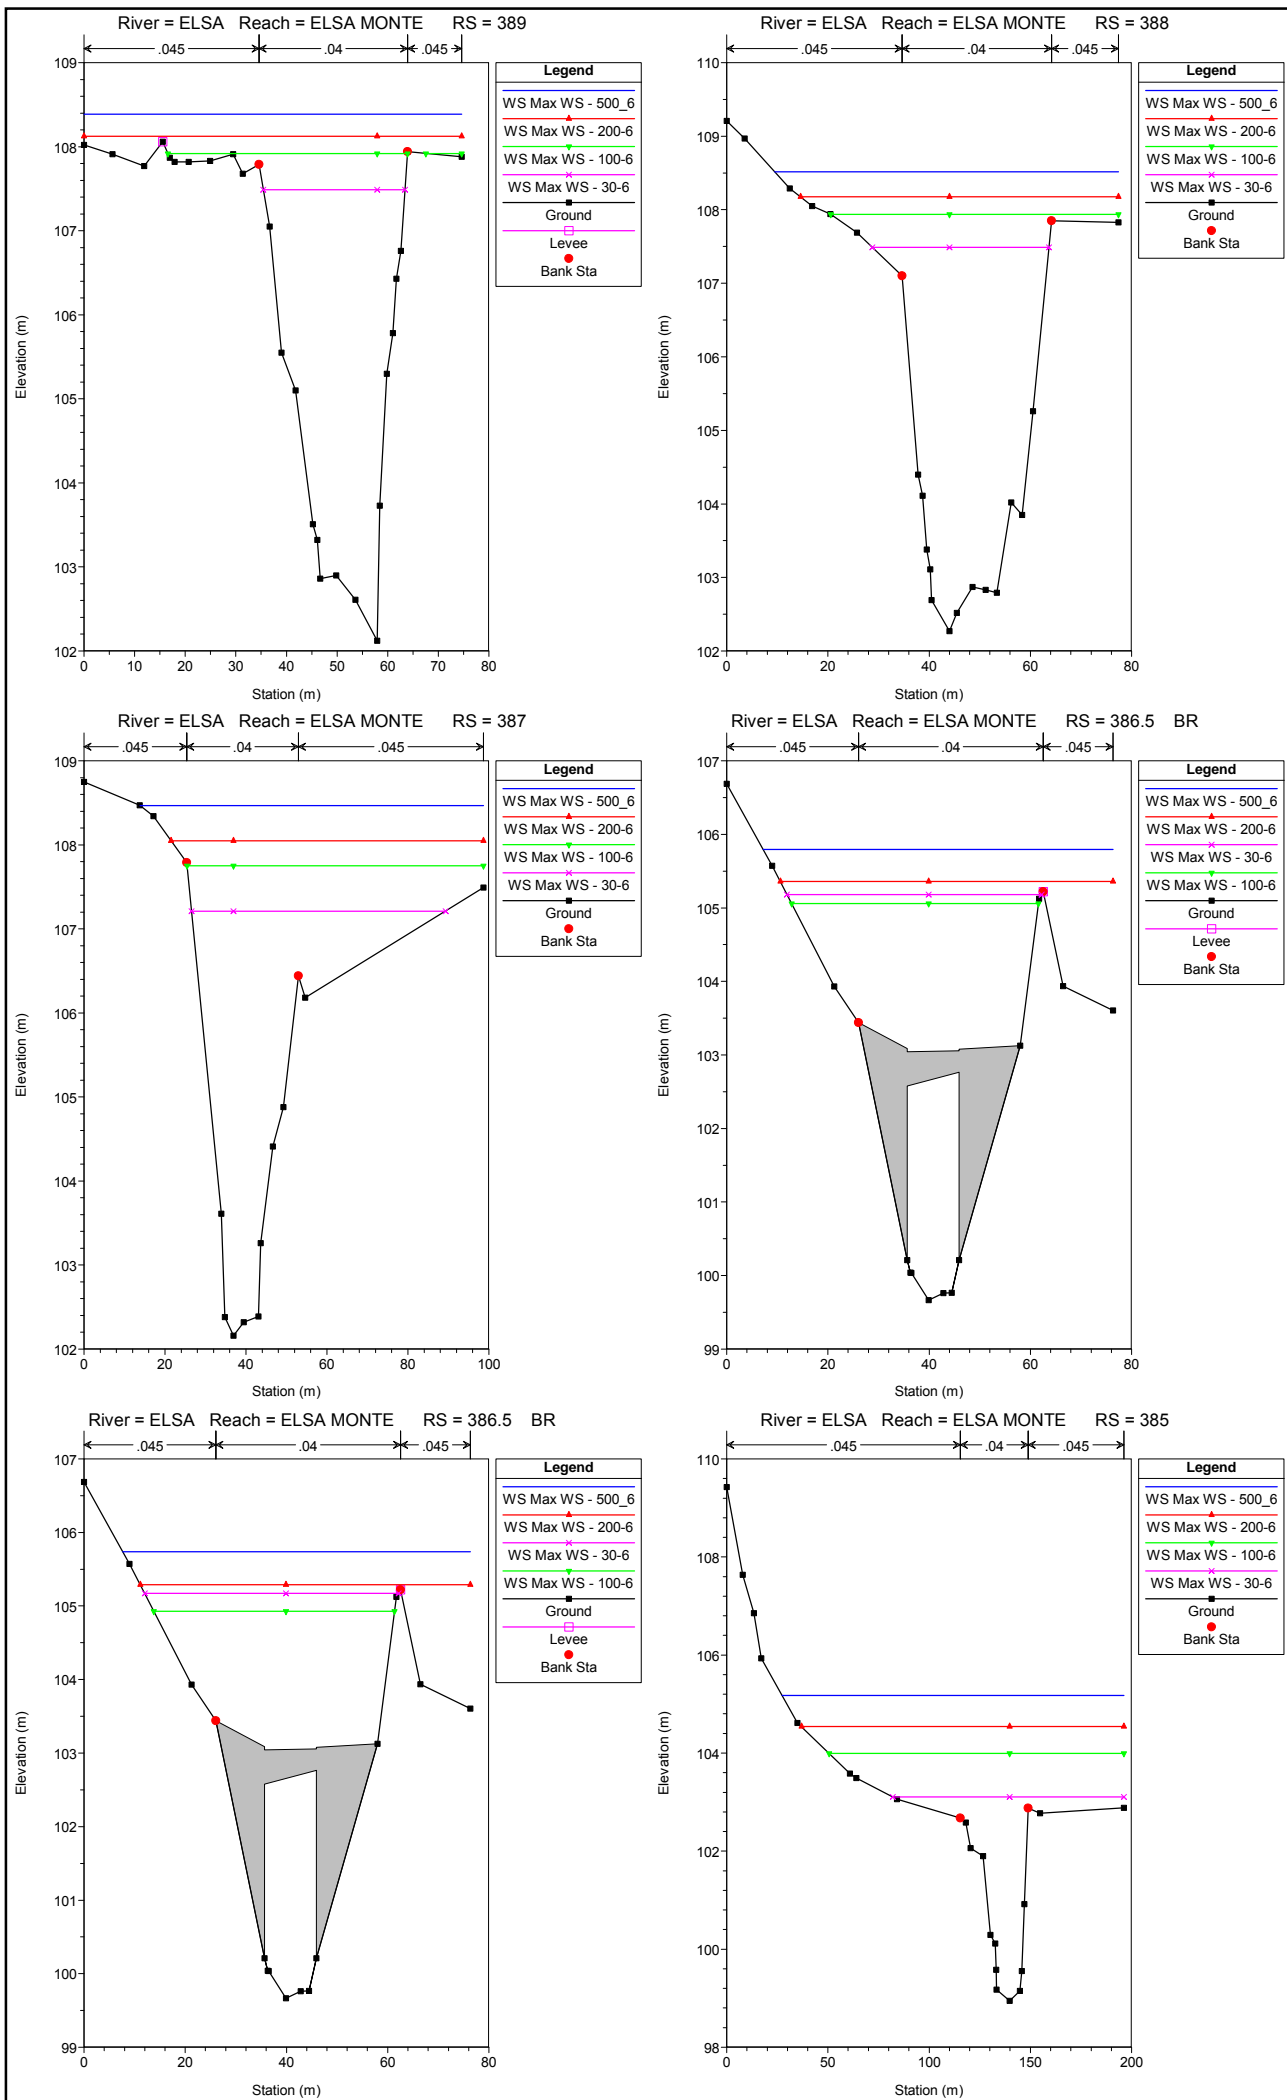 River = ELSA Reach = ELSA MONTE RS = 389
.045 .04 .045
109
108
107
106
105
104
103
102
0 10 20 30 40 50 60 70 80
Elevation (m)
Station (m)
Legend
WS Max WS - 500_6
WS Max WS - 200-6
WS Max WS - 100-6
WS Max WS - 30-6
Ground
Levee
Bank Sta
River = ELSA Reach = ELSA MONTE RS = 388
.045 .04 .045
110
109
108
107
106
105
104
103
102
0 20 40 60 80
Elevation (m)
Station (m)
Legend
WS Max WS - 500_6
WS Max WS - 200-6
WS Max WS - 100-6
WS Max WS - 30-6
Ground
Bank Sta
River = ELSA Reach = ELSA MONTE RS = 387
.045 .04 .045
109
108
107
106
105
104
103
102
0 20 40 60 80 100
Elevation (m)
Station (m)
Legend
WS Max WS - 500_6
WS Max WS - 200-6
WS Max WS - 100-6
WS Max WS - 30-6
Ground
Bank Sta
River = ELSA Reach = ELSA MONTE RS = 386.5 BR
.045 .04 .045
107
106
105
104
103
102
101
100
99
0 20 40 60 80
Elevation (m)
Station (m)
Legend
WS Max WS - 500_6
WS Max WS - 200-6
WS Max WS - 30-6
WS Max WS - 100-6
Ground
Levee
Bank Sta
River = ELSA Reach = ELSA MONTE RS = 386.5 BR
.045 .04 .045
107
106
105
104
103
102
101
100
99
0 20 40 60 80
Elevation (m)
Station (m)
Legend
WS Max WS - 500_6
WS Max WS - 200-6
WS Max WS - 30-6
WS Max WS - 100-6
Ground
Levee
Bank Sta
River = ELSA Reach = ELSA MONTE RS = 385
.045 .04 .045
110
108
106
104
102
100
98
0 50 100 150 200
Elevation (m)
Station (m)
Legend
WS Max WS - 500_6
WS Max WS - 200-6
WS Max WS - 100-6
WS Max WS - 30-6
Ground
Bank Sta